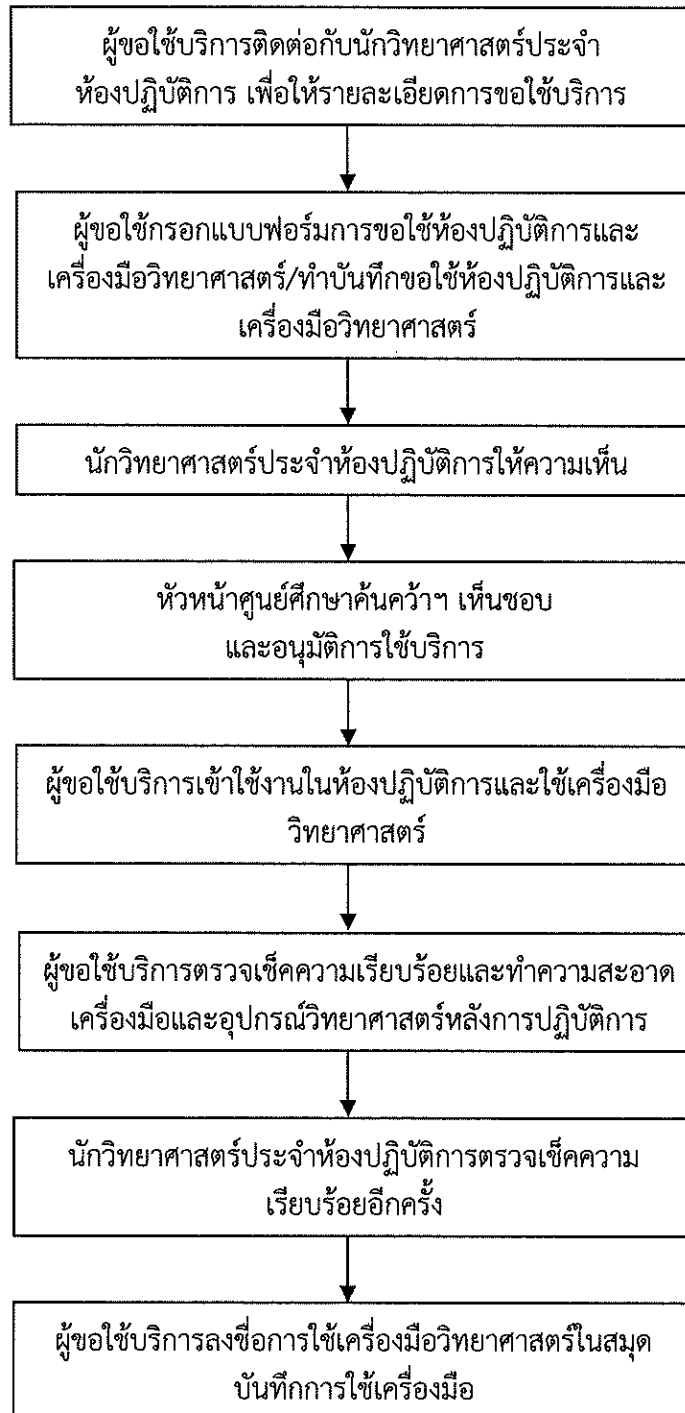 ผู้ขอใช้บริการติดต่อกับนักวิทยาศาสตร์ประจำ
ห้องปฏิบัติการ เพื่อให้รายละเอียดการขอใช้บริการ
ผู้ขอใช้กรอกแบบฟอร์มการขอใช้ห้องปฏิบัติการและ
เครื่องมือวิทยาศาสตร์/ทำบันทึกขอใช้ห้องปฏิบัติการและ
เครื่องมือวิทยาศาสตร์
นักวิทยาศาสตร์ประจำห้องปฏิบัติการให้ความเห็น
หัวหน้าศูนย์ศึกษาค้นคว้าฯ เห็นชอบ
และอนุมัติการใช้บริการ
ผู้ขอใช้บริการเข้าใช้งานในห้องปฏิบัติการและใช้เครื่องมือ
วิทยาศาสตร์
ผู้ขอใช้บริการตรวจเช็คความเรียบร้อยและทำความสะอาด
เครื่องมือและอุปกรณ์วิทยาศาสตร์หลังการปฏิบัติการ
นักวิทยาศาสตร์ประจำห้องปฏิบัติการตรวจเช็คความ
เรียบร้อยอีกครั้ง
ผู้ขอใช้บริการลงชื่อการใช้เครื่องมือวิทยาศาสตร์ในสมุด
บันทึกการใช้เครื่องมือ